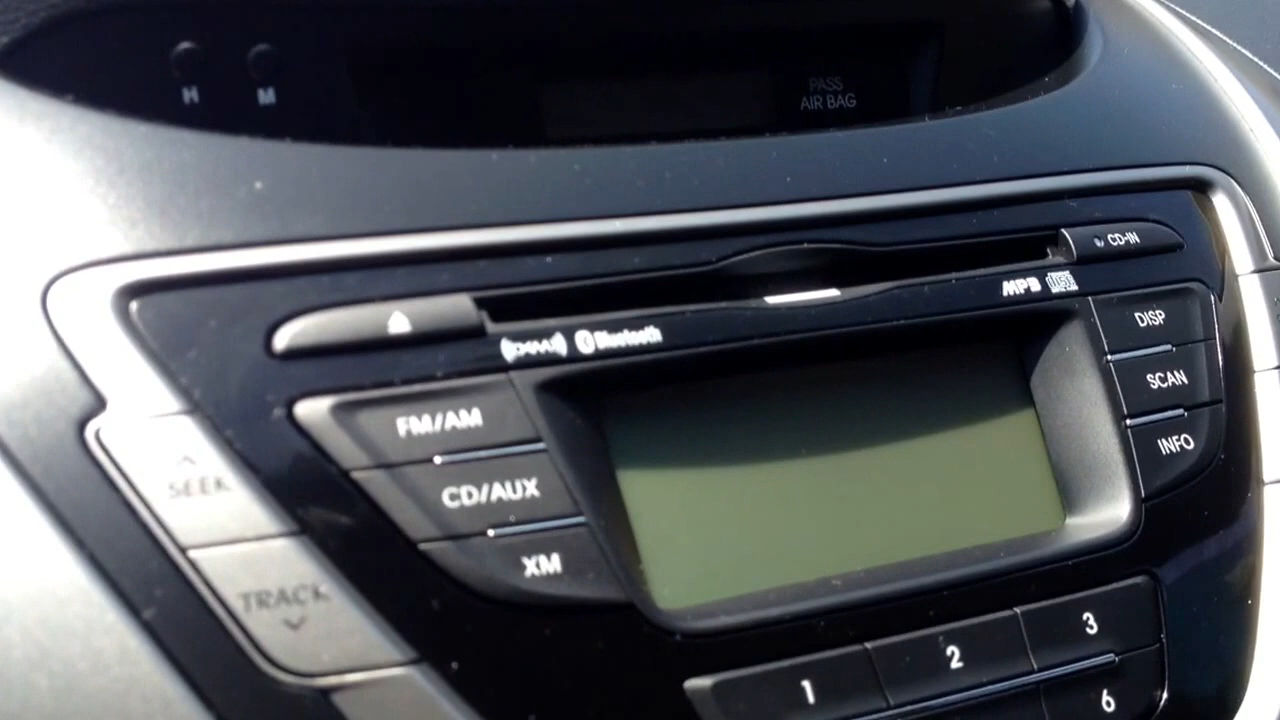 H M
PASS
AIR BAG
CD-IN
MP3
XM Bluetooth
DISP
SCAN
INFO
FM/AM
CD/AUX
XM
SEEK
TRACK
1 2 3
6